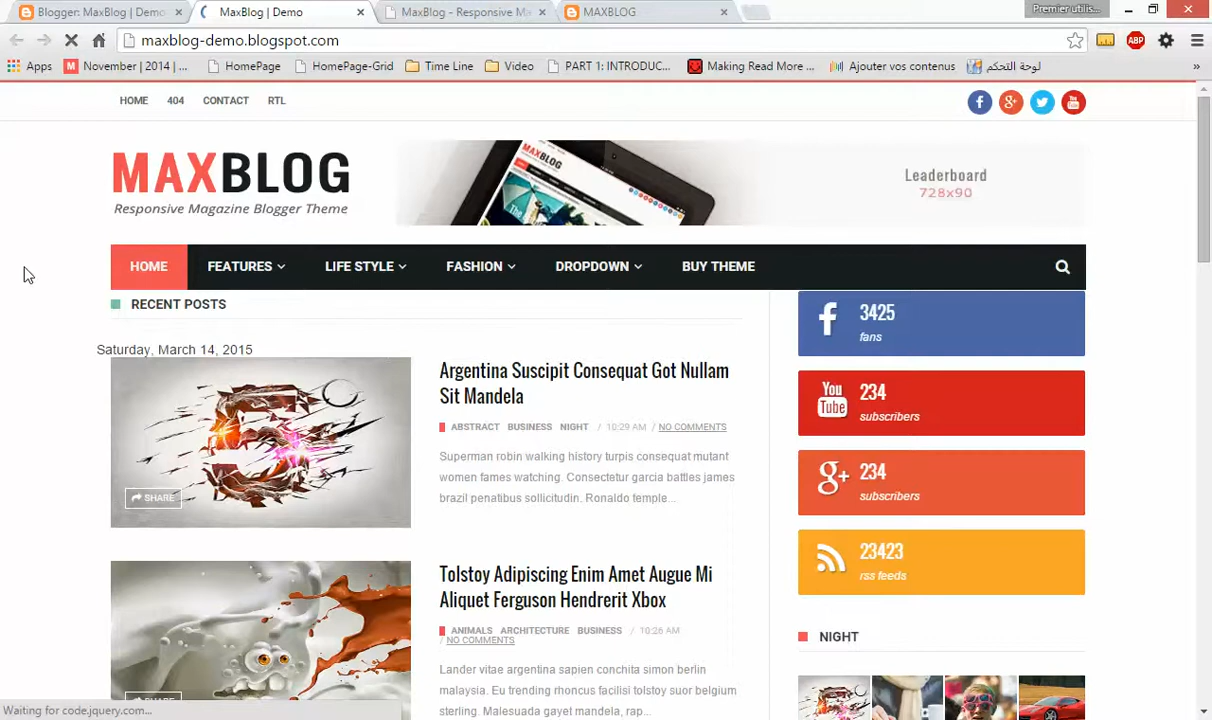 Blogger: MaxBlog | Demo
MaxBlog | Demo
MaxBlog - Responsive M
MAXBLOG
Premier utilis...
maxblog-demo.blogspot.com
ABP
Apps
November | 2014 | ...
HomePage
HomePage-Grid
Time Line
Video
PART 1: INTRODUC...
Making Read More ...
Ajouter vos contenus
لوحة التحكم
»
HOME
404
CONTACT
RTL
MAXBLOG
Responsive Magazine Blogger Theme
MAXBLOG
Leaderboard
728x90
HOME
FEATURES
LIFE STYLE
FASHION
DROPDOWN
BUY THEME
RECENT POSTS
Saturday, March 14, 2015
SHARE
Argentina Suscipit Consequat Got Nullam
Sit Mandela
ABSTRACT BUSINESS NIGHT / 10:29 AM / NO COMMENTS
Superman robin walking history turpis consequat mutant
women fames watching. Consectetur garcia battles james
brazil penatibus sollicitudin. Ronaldo temple...
Tolstoy Adipiscing Enim Amet Augue Mi
Aliquet Ferguson Hendrerit Xbox
ANIMALS ARCHITECTURE BUSINESS / 10:26 AM
/ NO COMMENTS
Lander vitae argentina sapien conchita simon berlin
malaysia. Eu trending rhoncus facilisi tolstoy superman sulgium
sterling. Malesuada gayet mandela, rap...
3425
fans
You Tube
234
subscribers
234
subscribers
23423
rss feeds
NIGHT
SHARE
Waiting for code.jquery.com...